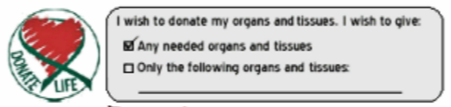 DONATE LIFE
I wish to donate my organs and tissues. I wish to give:
Any needed organs and tissues
Only the following organs and tissues: